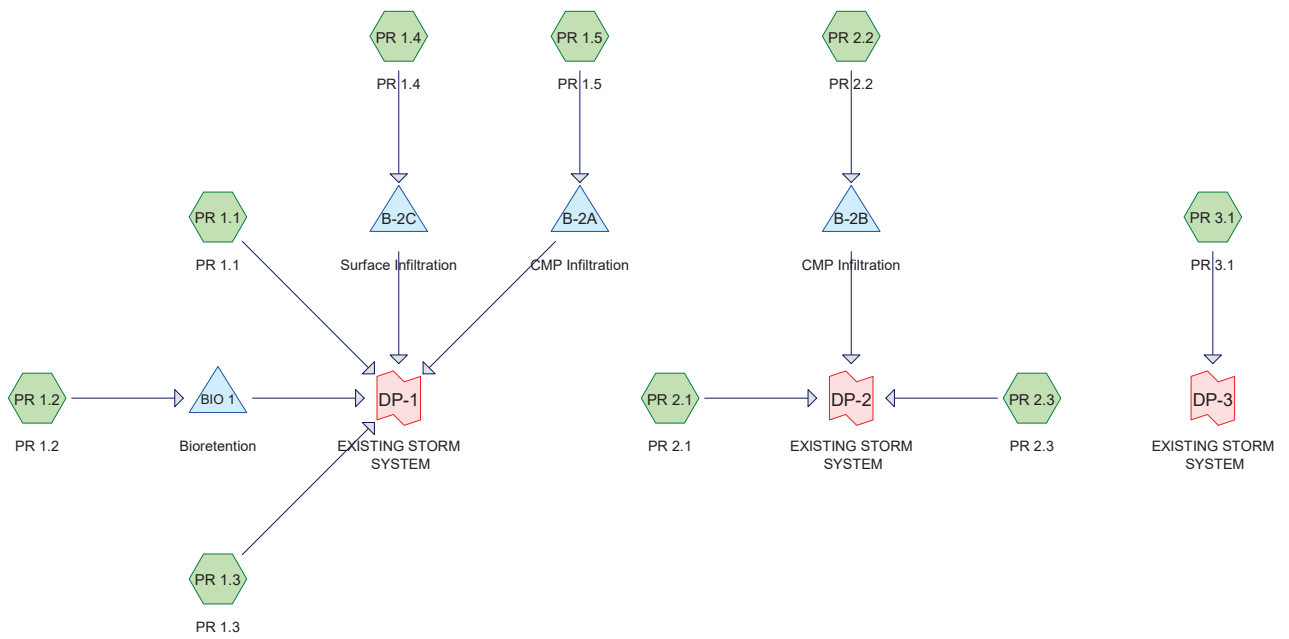 PR 1.4
PR 1.4
PR 1.5
PR 1.5
PR 2.2
PR 2.2
PR 1.1
PR 1.1
B-2C
Surface Infiltration
B-2A
CMP Infiltration
B-2B
CMP Infiltration
PR 3.1
PR 3.1
PR 1.2
PR 1.2
BIO 1
Bioretention
DP-1
EXISTING STORM
SYSTEM
PR 2.1
PR 2.1
DP-2
EXISTING STORM
SYSTEM
PR 2.3
PR 2.3
DP-3
EXISTING STORM
SYSTEM
PR 1.3
PR 1.3